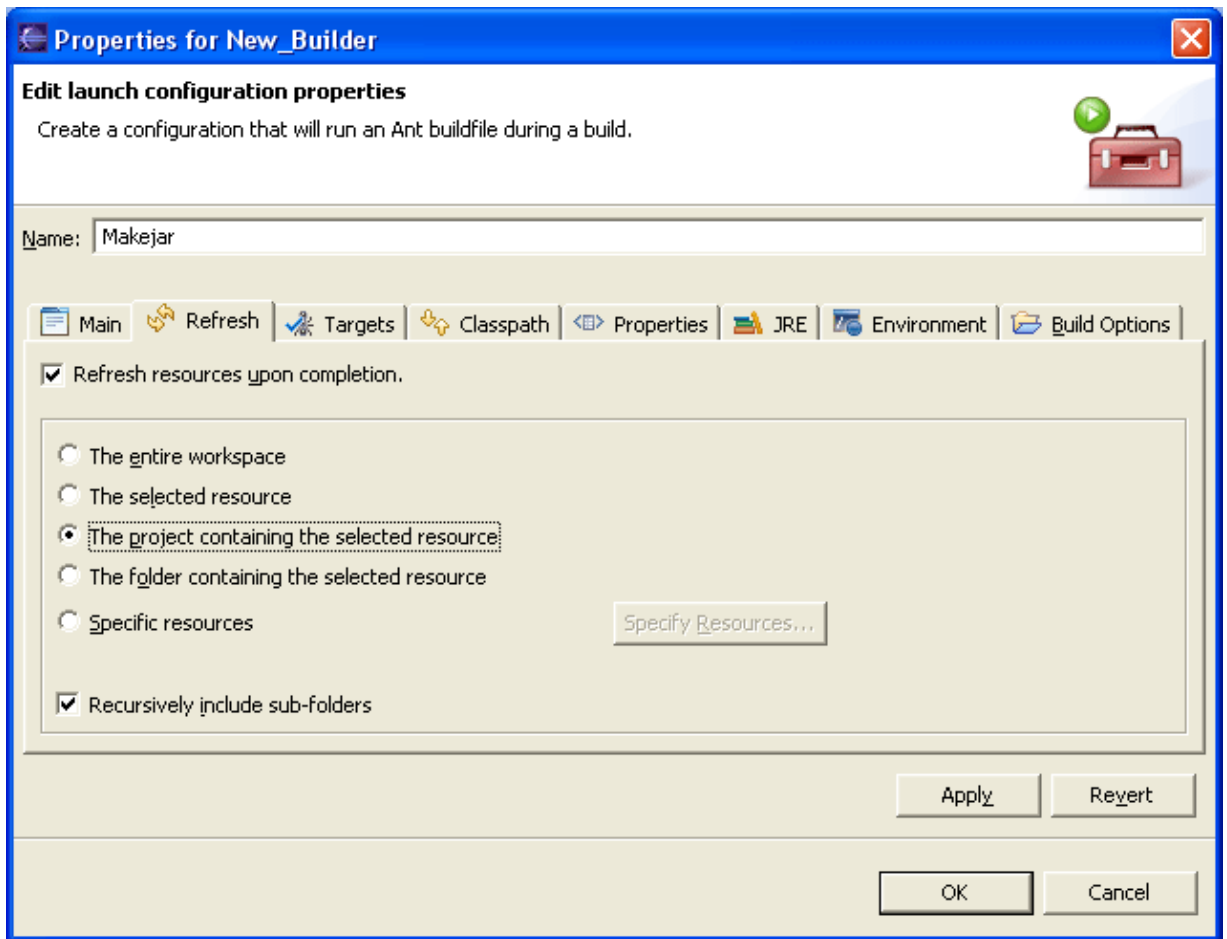 Properties for New_Builder
Edit launch configuration properties
Create a configuration that will run an Ant buildfile during a build.
Name: Makejar
Main Refresh Targets Classpath Properties JRE Environment Build Options
Refresh resources upon completion.
The entire workspace
The selected resource
The project containing the selected resource
The folder containing the selected resource
Specific resources Specify Resources...
Recursively include sub-folders
Apply Revert
OK Cancel